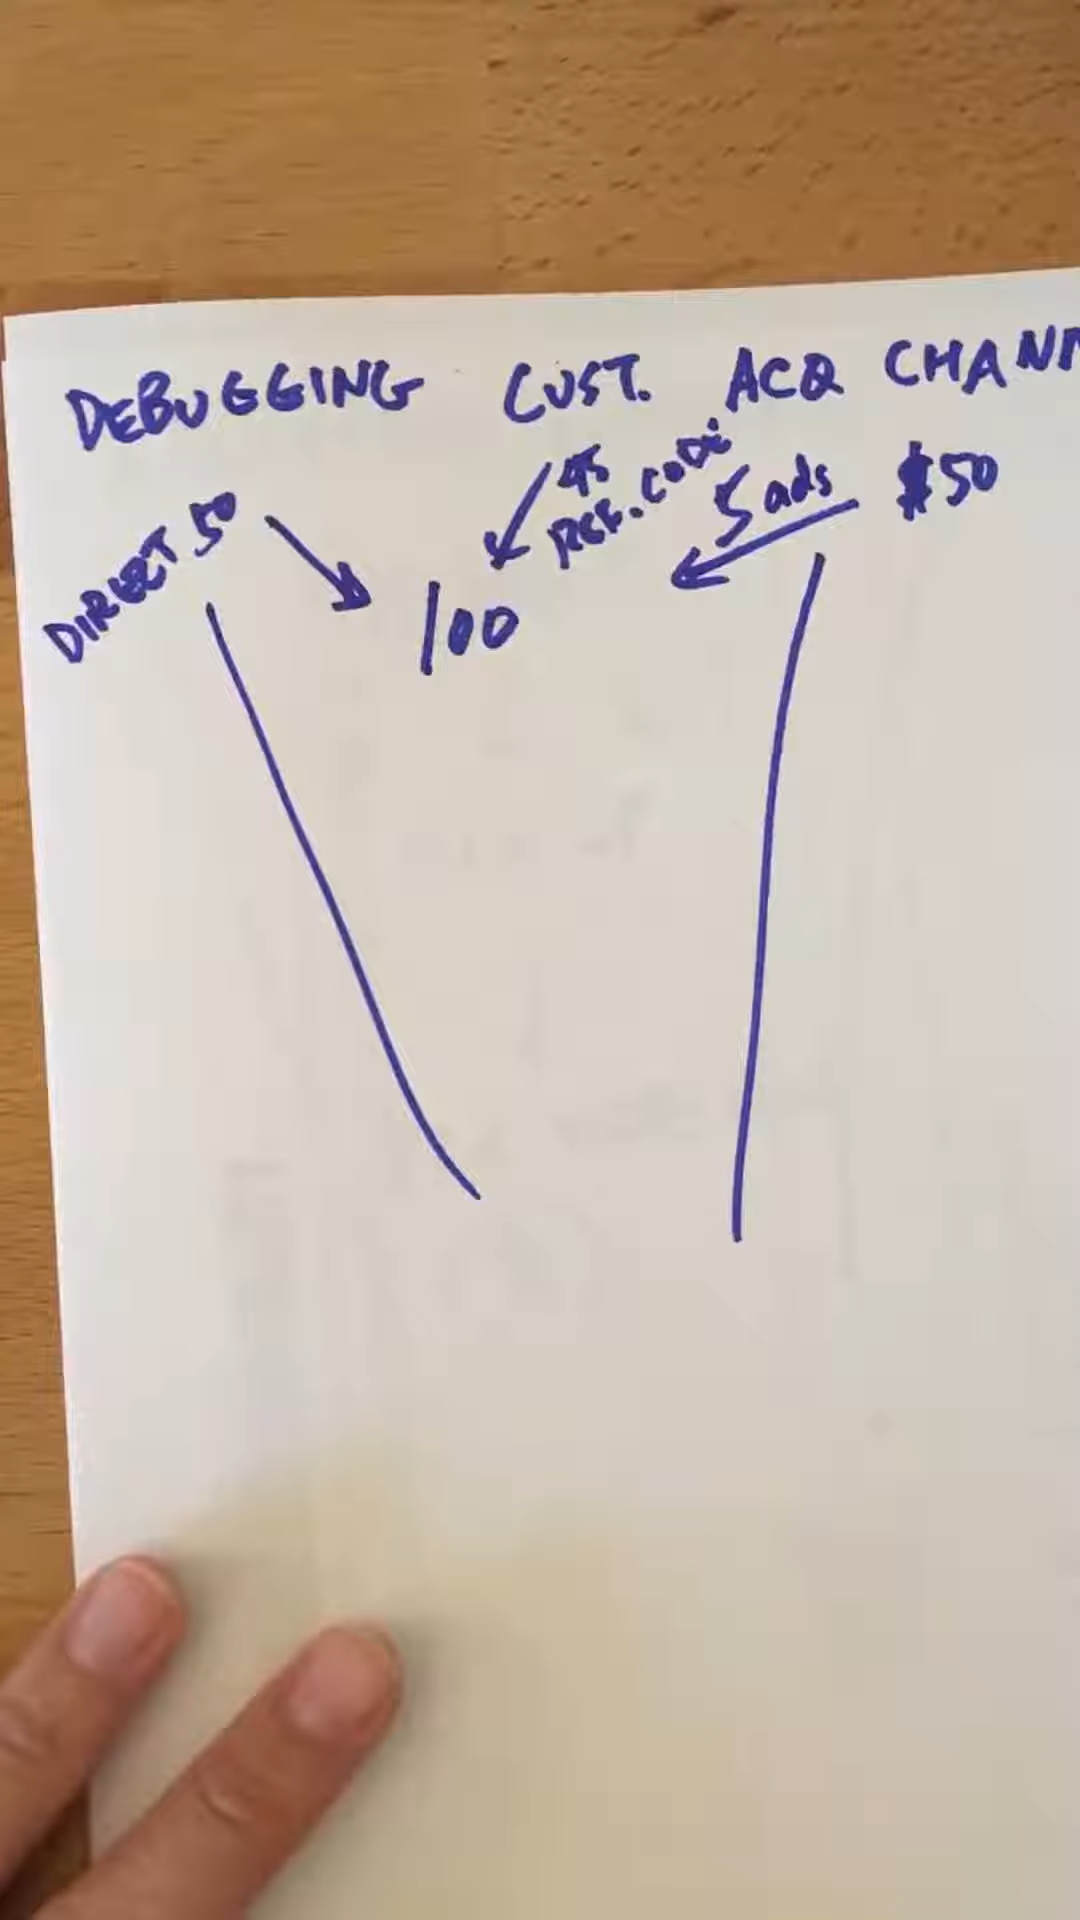 DEBUGGING CUST. ACQ CHANN
DIRECT 50
45
REF. CODE
5 ads
$50
100